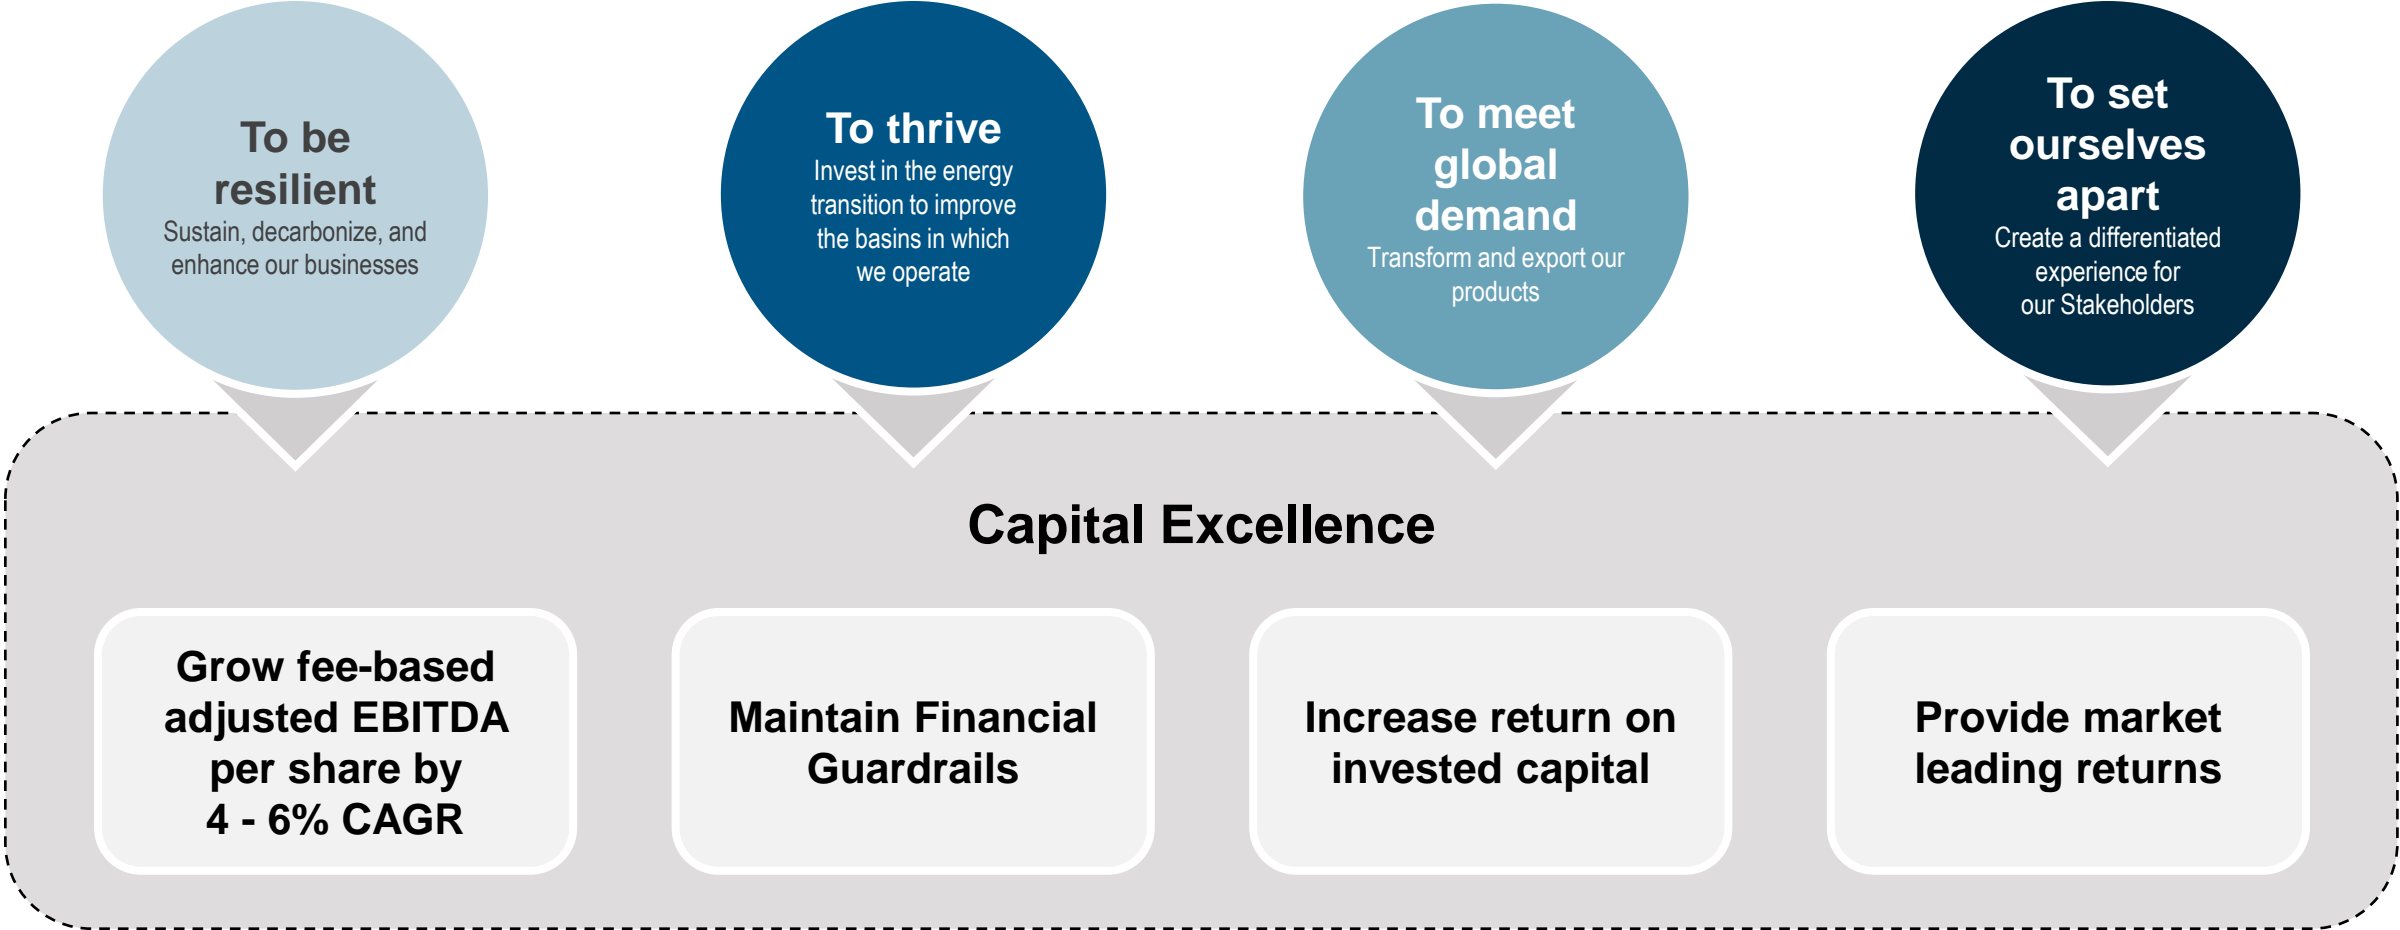 To be
resilient
Sustain, decarbonize, and
enhance our businesses
To thrive
Invest in the energy
transition to improve
the basins in which
we operate
To meet
global
demand
Transform and export our
products
To set
ourselves
apart
Create a differentiated
experience for
our Stakeholders
Capital Excellence
Grow fee-based
adjusted EBITDA
per share by
4 - 6% CAGR
Maintain Financial
Guardrails
Increase return on
invested capital
Provide market
leading returns